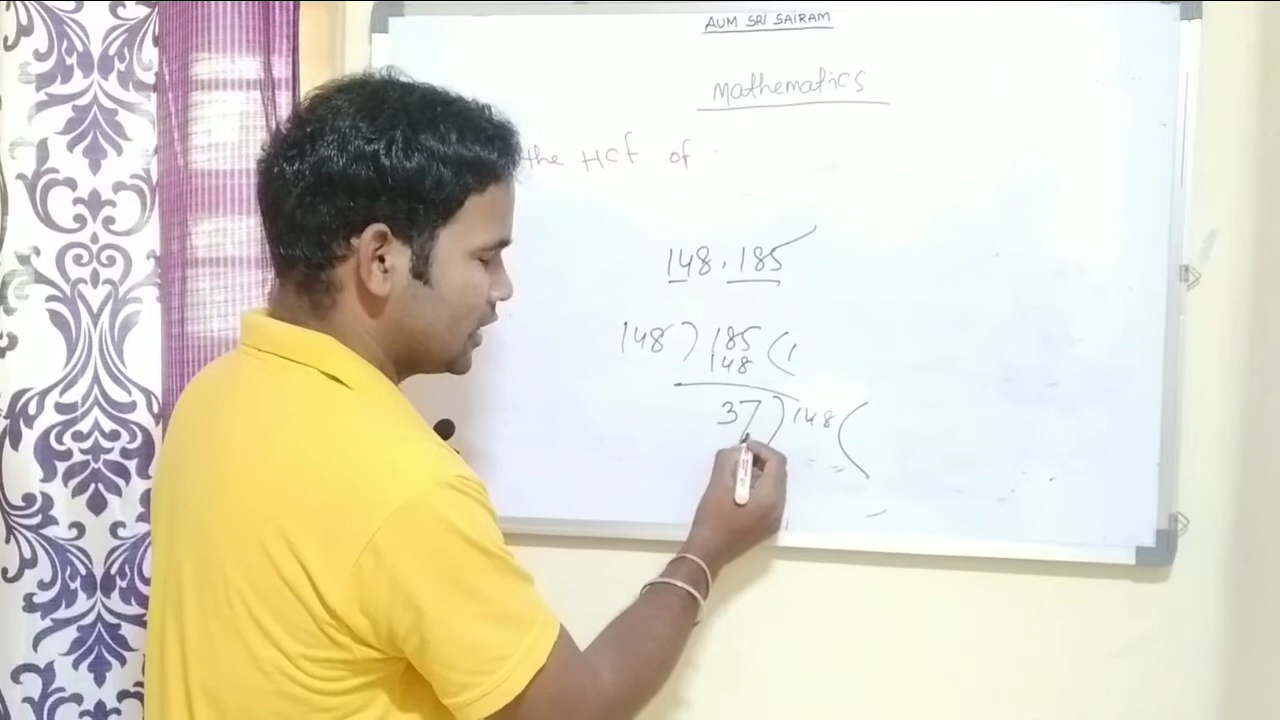 AUM SRI SAIRAM
Mathematics
the HCF of
148, 185
148) 185 (1
148
37) 148 (